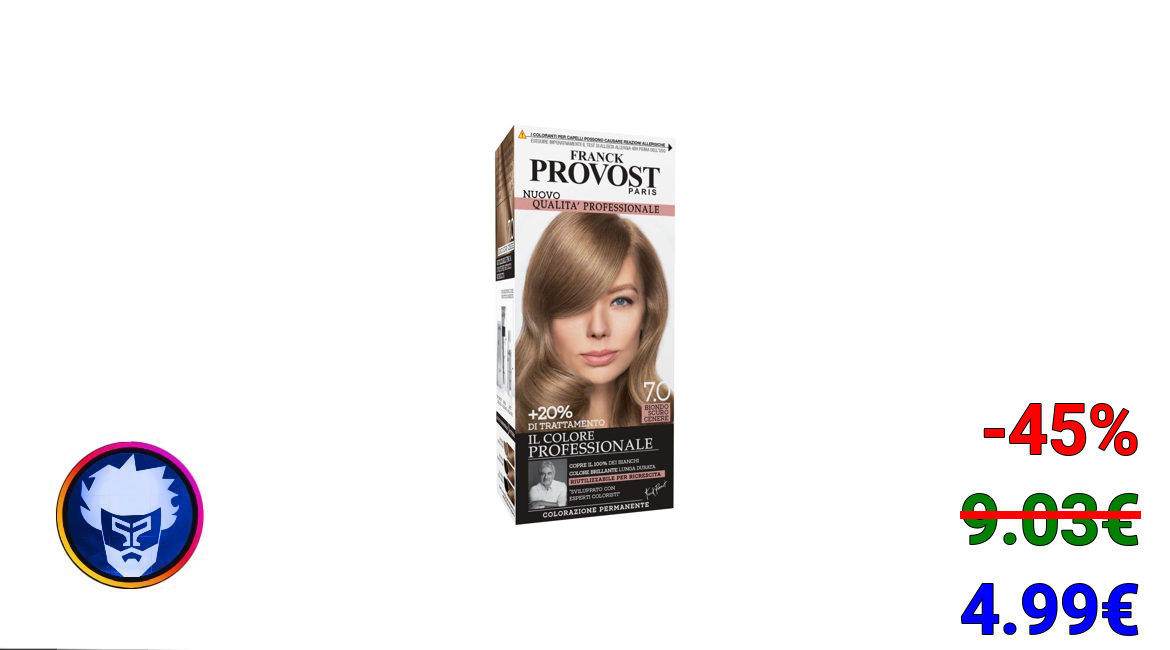 I COLORANTI PER CAPELLI POSSONO CAUSARE REAZIONI ALLERGICHE
FRANCK
PROVOST
PARIS
NUOVO
QUALITA' PROFESSIONALE
7.0
BIONDO
SCURO
CENERE
+20%
DI TRATTAMENTO
IL COLORE
PROFESSIONALE
COPRE IL 100% DEI BIANCHI
COLORE BRILLANTE LUNGA DURATA
RIUTILIZZABILE PER RICRESCITA
"SVILUPPATO CON
ESPERTI COLORISTI"
COLORAZIONE PERMANENTE
-45%
9.03€
4.99€